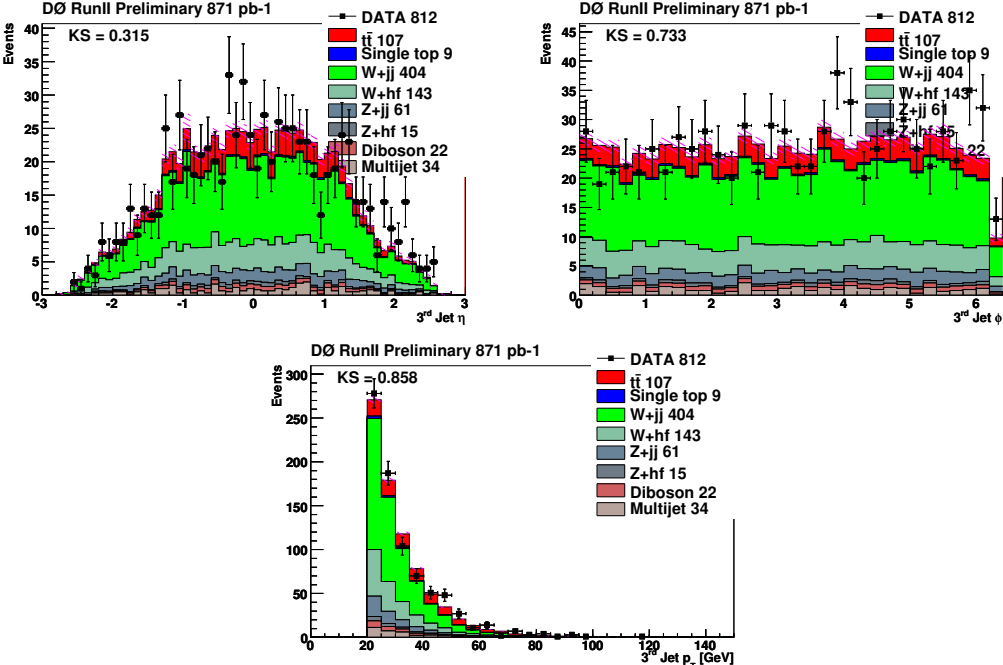 DØ RunII Preliminary 871 pb-1
Events
KS = 0.315
DATA 812
tt̄ 107
Single top 9
W+jj 404
W+hf 143
Z+jj 61
Z+hf 15
Diboson 22
Multijet 34
40
35
30
25
20
15
10
5
0
-3 -2 -1 0 1 2 3
3rd Jet η
DØ RunII Preliminary 871 pb-1
Events
KS = 0.733
DATA 812
tt̄ 107
Single top 9
W+jj 404
W+hf 143
Z+jj 61
Z+hf 15
22
45
40
35
30
25
20
15
10
5
0
0 1 2 3 4 5 6
3rd Jet ϕ
DØ RunII Preliminary 871 pb-1
Events
KS = 0.858
DATA 812
tt̄ 107
Single top 9
W+jj 404
W+hf 143
Z+jj 61
Z+hf 15
Diboson 22
Multijet 34
300
250
200
150
100
50
0
0 20 40 60 80 100 120 140
3rd Jet pT [GeV]